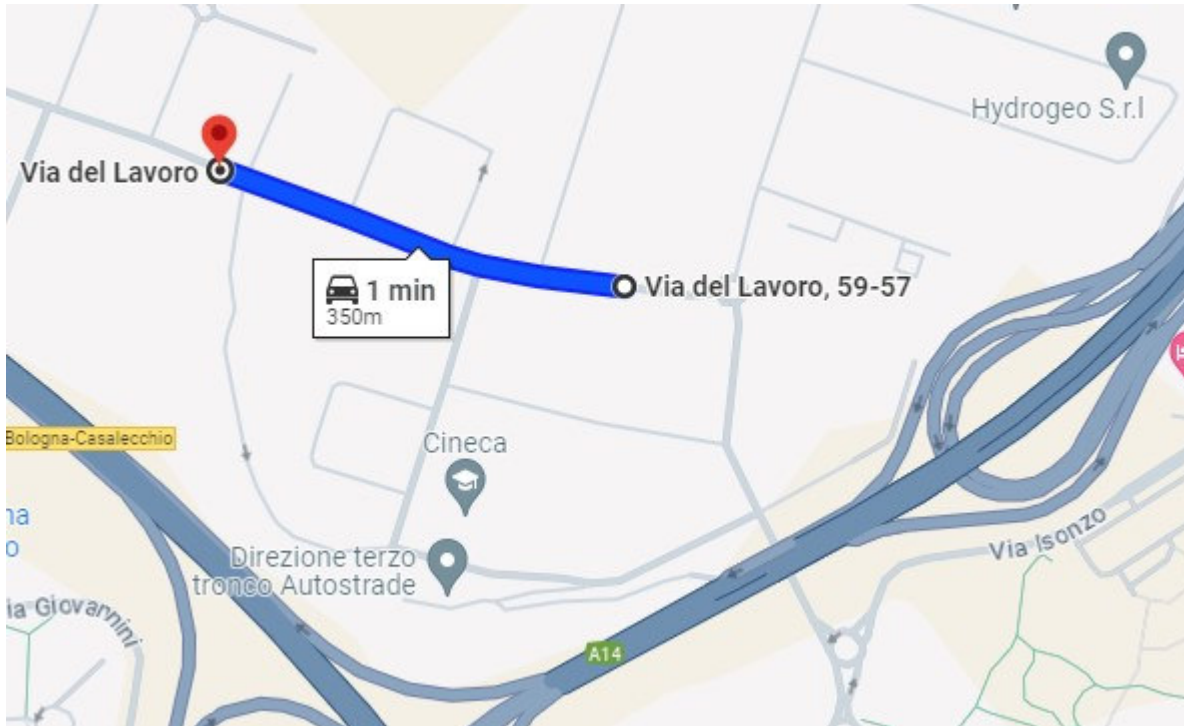 Hydrogeo S.r.l
Via del Lavoro
1 min
350m
Via del Lavoro, 59-57
Bologna-Casalecchio
Cineca
na
o
Direzione terzo
tronco Autostrade
Via Isonzo
ia Giovannini
A14